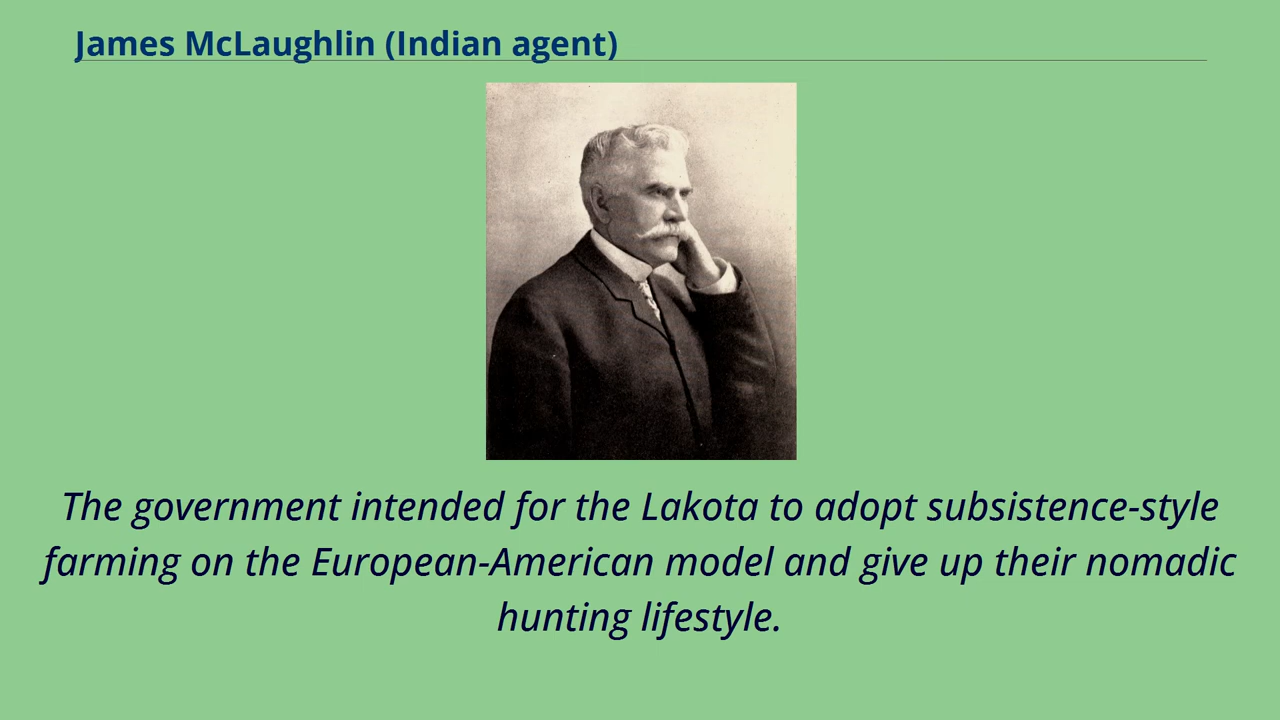 James McLaughlin (Indian agent)
The government intended for the Lakota to adopt subsistence-style
farming on the European-American model and give up their nomadic
hunting lifestyle.